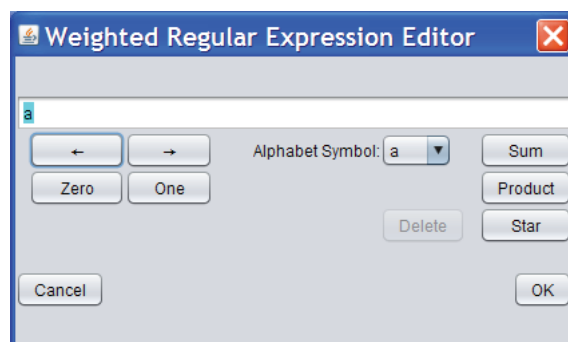 Weighted Regular Expression Editor
a
← → Alphabet Symbol: a Sum
Zero One Product
Delete Star
Cancel OK